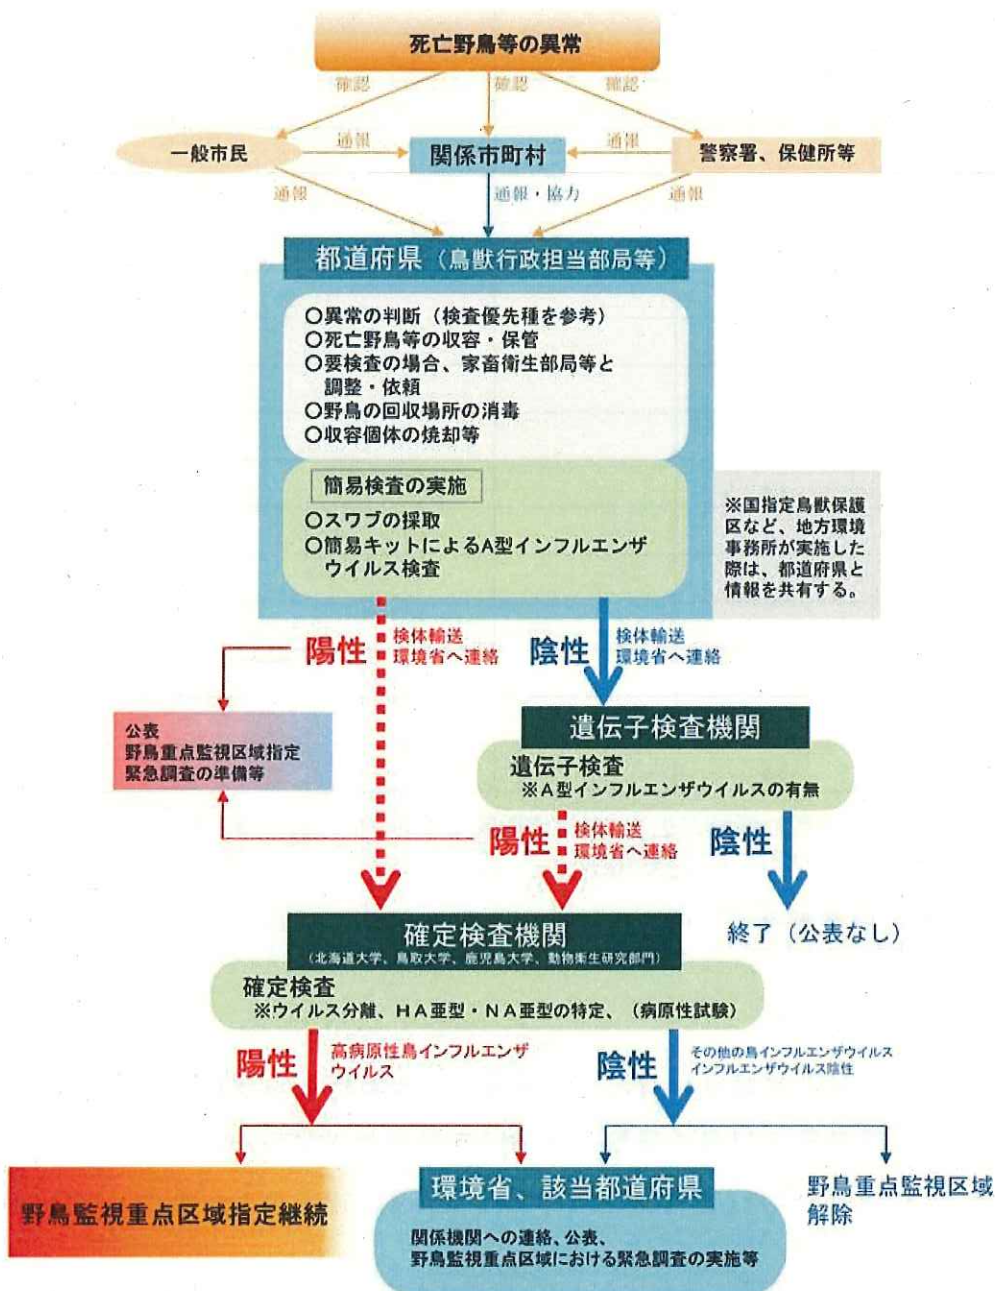 死亡野鳥等の異常
確認
確認
確認
一般市民
通報
関係市町村
通報
警察署、保健所等
通報
通報・協力
通報
都道府県（鳥獣行政担当部局等）
○異常の判断（検査優先種を参考）
○死亡野鳥等の収容・保管
○要検査の場合、家畜衛生部局等と
調整・依頼
○野鳥の回収場所の消毒
○収容個体の焼却等
簡易検査の実施
○スワブの採取
○簡易キットによるA型インフルエンザ
ウイルス検査
※国指定鳥獣保護
区など、地方環境
事務所が実施した
際は、都道府県と
情報を共有する。
陽性
検体輸送
環境省へ連絡
陰性
検体輸送
環境省へ連絡
公表
野鳥重点監視区域指定
緊急調査の準備等
遺伝子検査機関
遺伝子検査
※A型インフルエンザウイルスの有無
陽性
検体輸送
環境省へ連絡
陰性
確定検査機関
（北海道大学、鳥取大学、鹿児島大学、動物衛生研究部門）
終了（公表なし）
確定検査
※ウイルス分離、HA亜型・NA亜型の特定、（病原性試験）
陽性
高病原性鳥インフルエンザ
ウイルス
陰性
その他の鳥インフルエンザウイルス
インフルエンザウイルス陰性
野鳥監視重点区域指定継続
環境省、該当都道府県
関係機関への連絡、公表、
野鳥監視重点区域における緊急調査の実施等
野鳥重点監視区域
解除